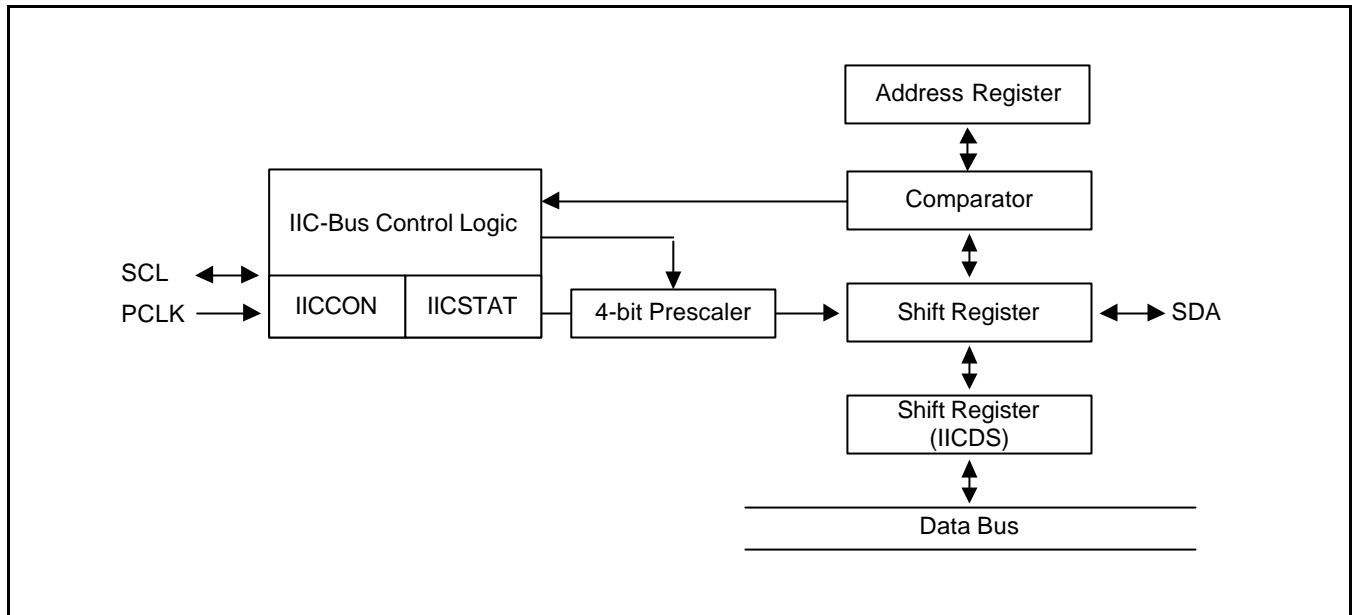 Address Register
Comparator
IIC-Bus Control Logic
SCL
PCLK
IICCON
IICSTAT
4-bit Prescaler
Shift Register
SDA
Shift Register
(IICDS)
Data Bus